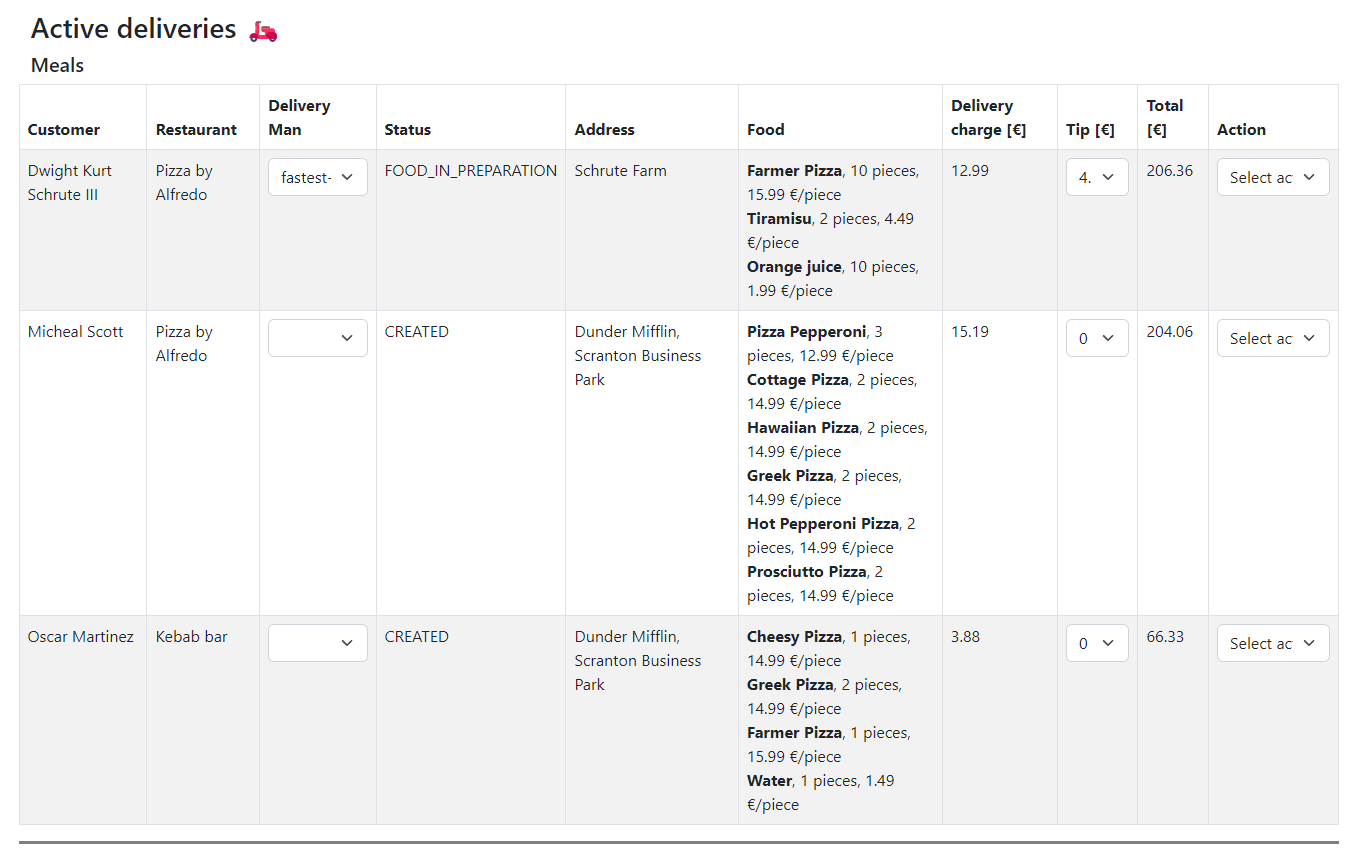 Active deliveries
Meals
Customer
Restaurant
Delivery
Man
Status
Address
Food
Delivery
charge [€]
Tip [€]
Total
[€]
Action
Dwight Kurt
Schrute III
Pizza by
Alfredo
fastest-
FOOD_IN_PREPARATION
Schrute Farm
Farmer Pizza, 10 pieces,
15.99 €/piece
Tiramisu, 2 pieces, 4.49
€/piece
Orange juice, 10 pieces,
1.99 €/piece
12.99
4.
206.36
Select ac
Micheal Scott
Pizza by
Alfredo
CREATED
Dunder Mifflin,
Scranton Business
Park
Pizza Pepperoni, 3
pieces, 12.99 €/piece
Cottage Pizza, 2 pieces,
14.99 €/piece
Hawaiian Pizza, 2 pieces,
14.99 €/piece
Greek Pizza, 2 pieces,
14.99 €/piece
Hot Pepperoni Pizza, 2
pieces, 14.99 €/piece
Prosciutto Pizza, 2
pieces, 14.99 €/piece
15.19
0
204.06
Select ac
Oscar Martinez
Kebab bar
CREATED
Dunder Mifflin,
Scranton Business
Park
Cheesy Pizza, 1 pieces,
14.99 €/piece
Greek Pizza, 2 pieces,
14.99 €/piece
Farmer Pizza, 1 pieces,
15.99 €/piece
Water, 1 pieces, 1.49
€/piece
3.88
0
66.33
Select ac